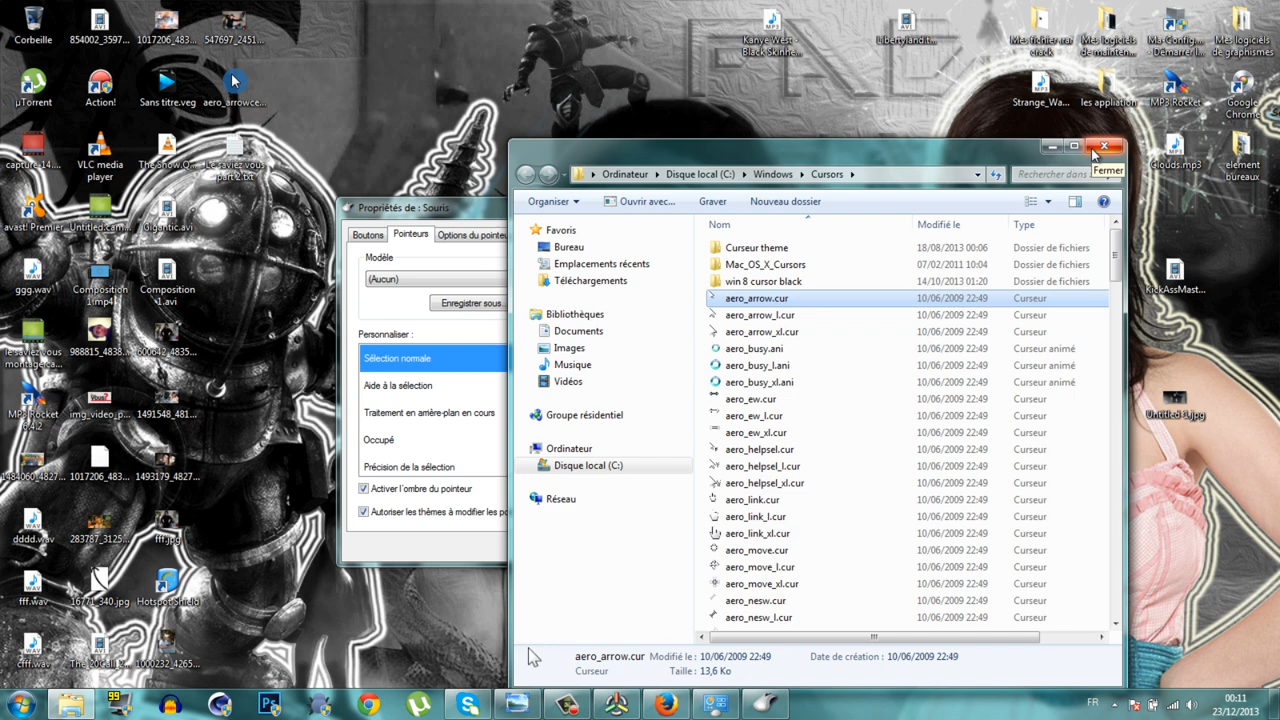 Corbeille
854002_3597...
1017206_483...
547697_2451...
Kanye West -
Black Skinhe...
Libertyland.t...
Mes fichier.rar
crack
Mes logiciels
de mainten...
Ma Config...
- Démarre/ l...
Mes logiciels
de graphismes
µTorrent
Action!
Sans titre.veg
aero_arrowce...
Strange_Wa...
les appliation
MP3 Rocket
Google
Chrome
capture-14....
VLC media
player
The.Show.Q...
Le saviez vous
part 2.txt
Clouds.mp3
element
bureaux
Fermer
Ordinateur
Disque local (C:)
Windows
Cursors
Rechercher dans
Organiser
Ouvrir avec...
Graver
Nouveau dossier
Propriétés de : Souris
Boutons
Pointeurs
Options du pointeu
Modèle
(Aucun)
Enregistrer sous...
Personnaliser :
Sélection normale
Aide à la sélection
Traitement en arrière-plan en cours
Occupé
Précision de la sélection
Activer l'ombre du pointeur
Autoriser les thèmes à modifier les po
avast! Premier
Untitled.cam...
Gigantic.avi
ggg.wav
Composition
1.mp4
Composition
1.avi
le saviez vous
montage.ca...
988815_4838...
600642_4835...
MP3 Rocket
6.4.2
img_video_p...
1491548_481...
1484060_4827...
1017206_483...
1493179_4827...
dddd.wav
283787_3125...
fff.jpg
fff.wav
16771_340.jpg
Hotspot Shield
cfff.wav
The_20Call_2...
1000232_4265...
Favoris
Bureau
Emplacements récents
Téléchargements
Bibliothèques
Documents
Images
Musique
Vidéos
Groupe résidentiel
Ordinateur
Disque local (C:)
Réseau
Nom
Modifié le
Type
Curseur theme 18/08/2013 00:06 Dossier de fichiers
Mac_OS_X_Cursors 07/02/2011 10:04 Dossier de fichiers
win 8 cursor black 14/10/2013 01:20 Dossier de fichiers
aero_arrow.cur 10/06/2009 22:49 Curseur
aero_arrow_l.cur 10/06/2009 22:49 Curseur
aero_arrow_xl.cur 10/06/2009 22:49 Curseur
aero_busy.ani 10/06/2009 22:49 Curseur animé
aero_busy_l.ani 10/06/2009 22:49 Curseur animé
aero_busy_xl.ani 10/06/2009 22:49 Curseur animé
aero_ew.cur 10/06/2009 22:49 Curseur
aero_ew_l.cur 10/06/2009 22:49 Curseur
aero_ew_xl.cur 10/06/2009 22:49 Curseur
aero_helpsel.cur 10/06/2009 22:49 Curseur
aero_helpsel_l.cur 10/06/2009 22:49 Curseur
aero_helpsel_xl.cur 10/06/2009 22:49 Curseur
aero_link.cur 10/06/2009 22:49 Curseur
aero_link_l.cur 10/06/2009 22:49 Curseur
aero_link_xl.cur 10/06/2009 22:49 Curseur
aero_move.cur 10/06/2009 22:49 Curseur
aero_move_l.cur 10/06/2009 22:49 Curseur
aero_move_xl.cur 10/06/2009 22:49 Curseur
aero_nesw.cur 10/06/2009 22:49 Curseur
aero_nesw_l.cur 10/06/2009 22:49 Curseur
aero_arrow.cur Modifié le : 10/06/2009 22:49 Date de création : 10/06/2009 22:49
Curseur Taille : 13,6 Ko
KickAssMast...
Untitled-1.jpg
99
FR
00:11
23/12/2013